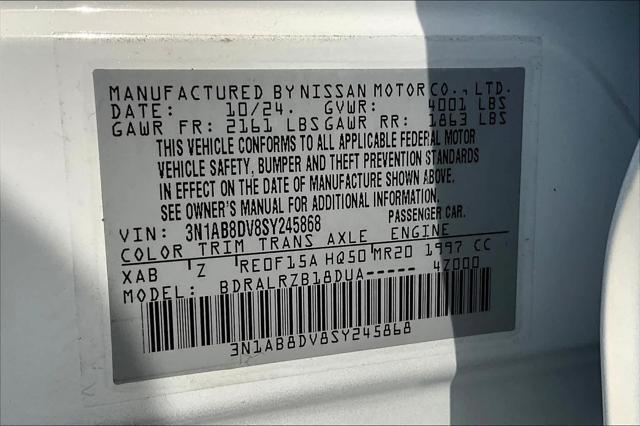 MANUFACTURED BY NISSAN MOTOR CO., LTD.
DATE: 10/24. GVWR: 4001 LBS
GAWR FR: 2161 LBS GAWR RR: 1863 LBS
THIS VEHICLE CONFORMS TO ALL APPLICABLE FEDERAL MOTOR
VEHICLE SAFETY, BUMPER AND THEFT PREVENTION STANDARDS
IN EFFECT ON THE DATE OF MANUFACTURE SHOWN ABOVE.
SEE OWNER'S MANUAL FOR ADDITIONAL INFORMATION.
VIN: 3N1AB8DV8SY245868 PASSENGER CAR.
COLOR TRIM TRANS AXLE ENGINE
XAB Z RE0F15A HQ50 MR20 1997 CC
MODEL: BDRALRZB18DUA----- 4Z000
3N1AB8DV8SY245868